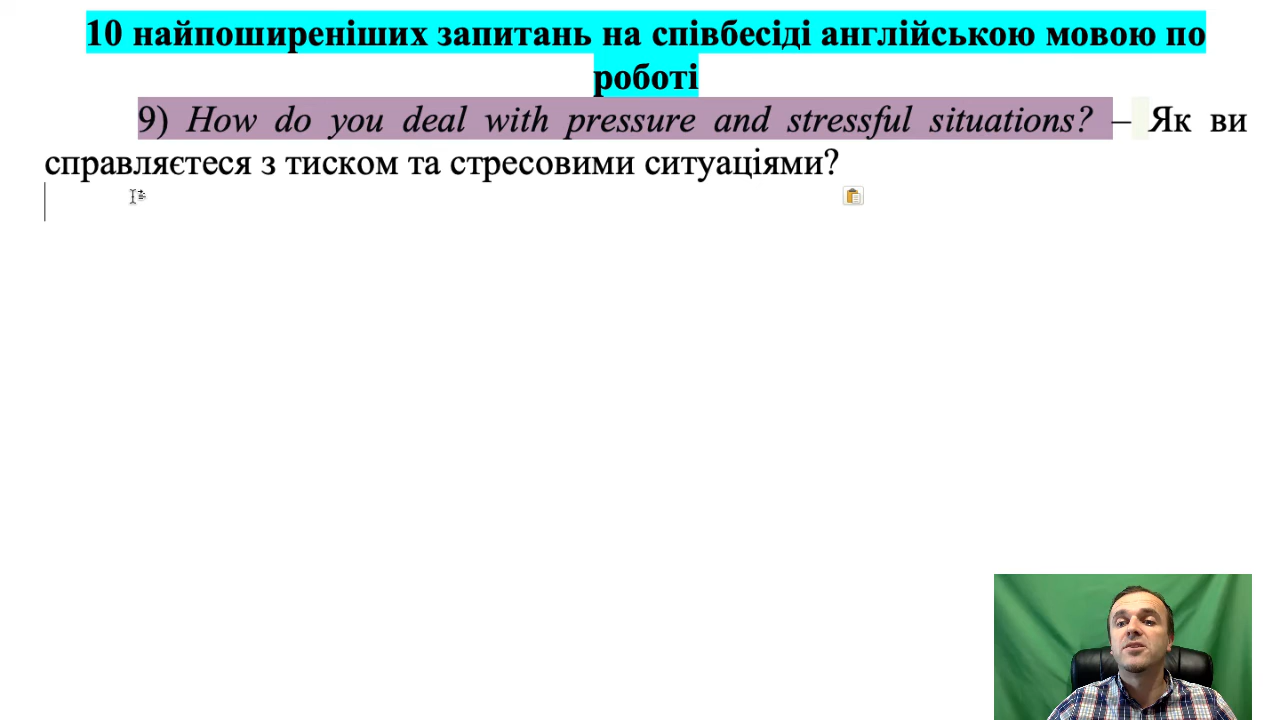 10 найпоширеніших запитань на співбесіді англійською мовою по
роботі
9) How do you deal with pressure and stressful situations? – Як ви
справляєтеся з тиском та стресовими ситуаціями?